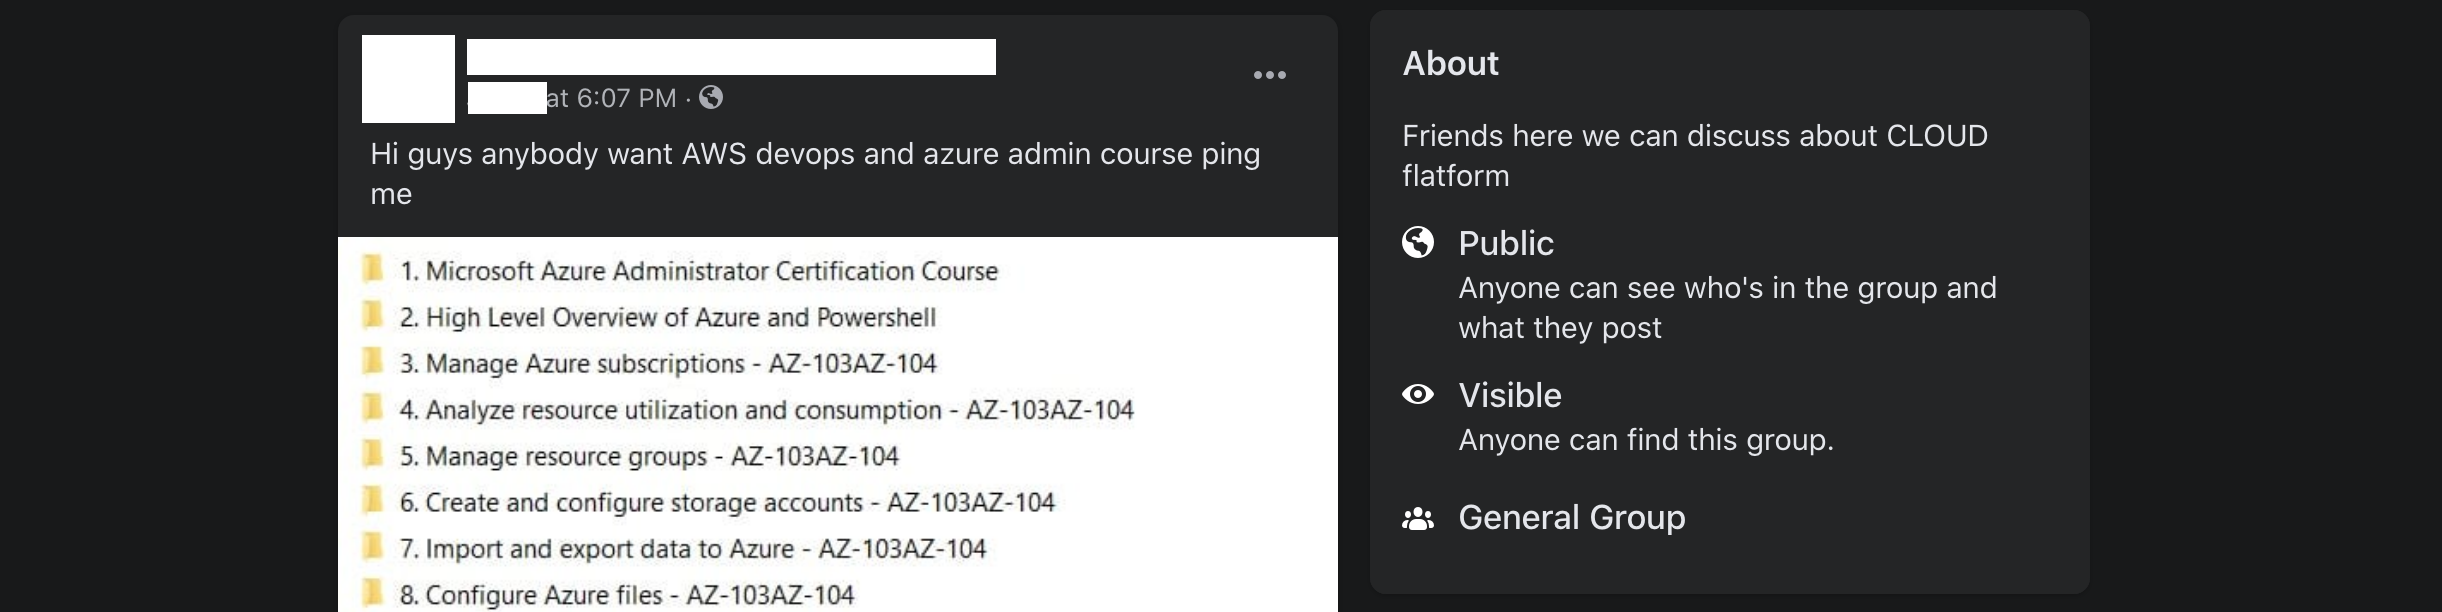 at 6:07 PM ·
Hi guys anybody want AWS devops and azure admin course ping
me
1. Microsoft Azure Administrator Certification Course
2. High Level Overview of Azure and Powershell
3. Manage Azure subscriptions - AZ-103AZ-104
4. Analyze resource utilization and consumption - AZ-103AZ-104
5. Manage resource groups - AZ-103AZ-104
6. Create and configure storage accounts - AZ-103AZ-104
7. Import and export data to Azure - AZ-103AZ-104
8. Configure Azure files - AZ-103AZ-104
About
Friends here we can discuss about CLOUD
flatform
Public
Anyone can see who's in the group and
what they post
Visible
Anyone can find this group.
General Group